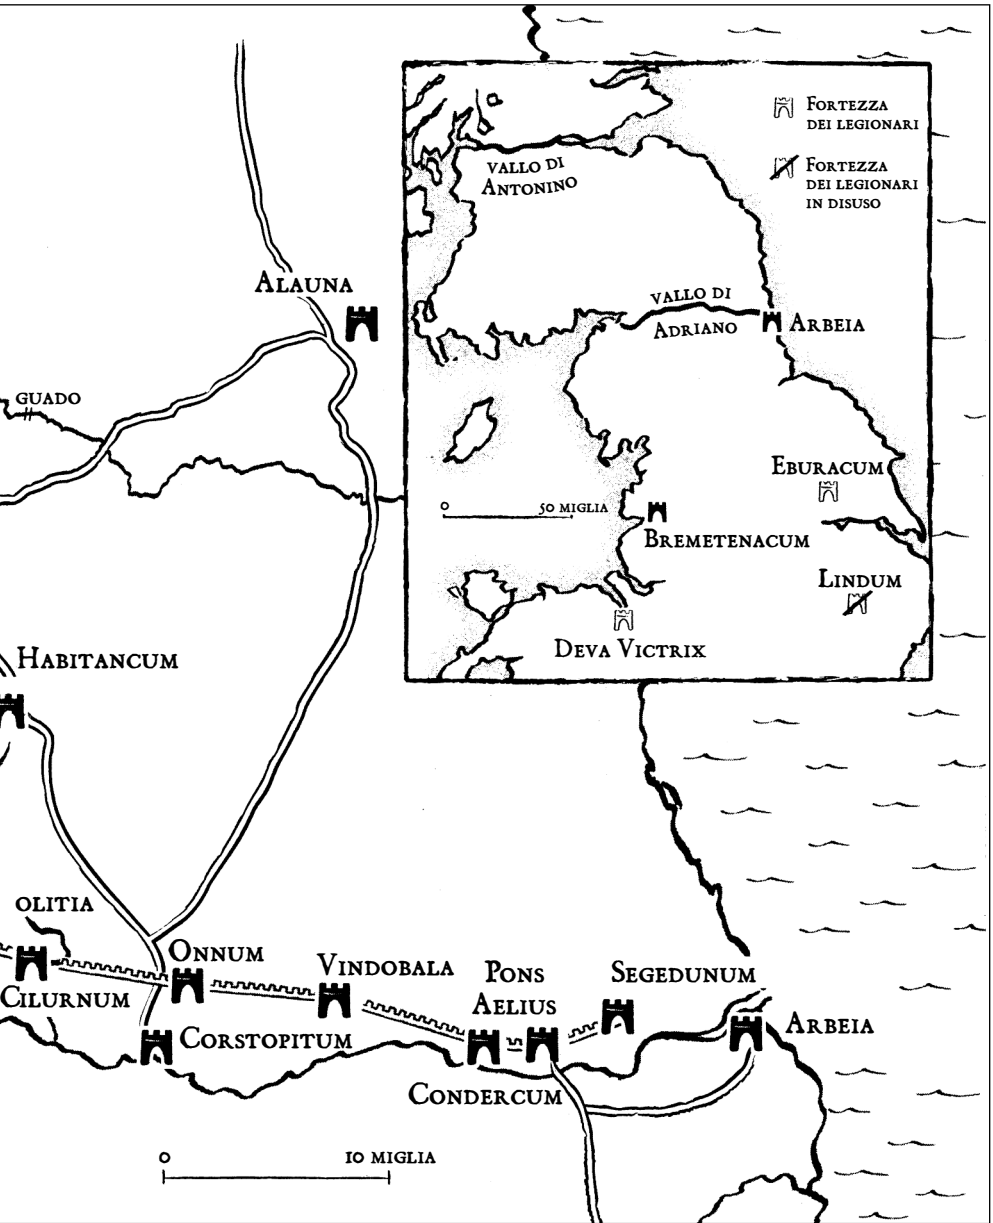 Fortezza
dei legionari
Fortezza
dei legionari
in disuso
vallo di
Antonino
vallo di
Adriano
Arbeia
Eburacum
0 50 miglia
Bremetenacum
Lindum
Deva Victrix
Alauna
guado
Habitancum
olitia
Onnum
Vindobala
Pons
Aelius
Segedunum
Cilurnum
Corstopitum
Arbeia
Condercum
0 10 miglia